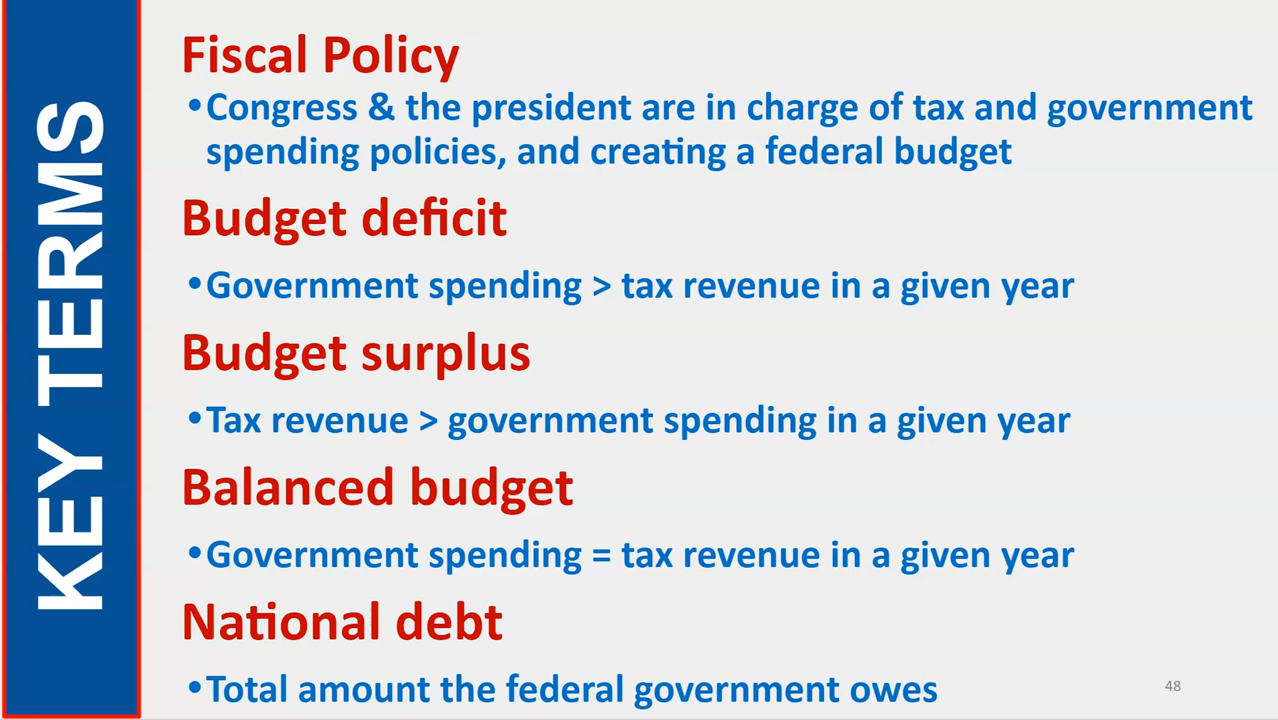 KEY TERMS
Fiscal Policy
•Congress & the president are in charge of tax and government
spending policies, and creating a federal budget
Budget deficit
•Government spending > tax revenue in a given year
Budget surplus
•Tax revenue > government spending in a given year
Balanced budget
•Government spending = tax revenue in a given year
National debt
•Total amount the federal government owes
48